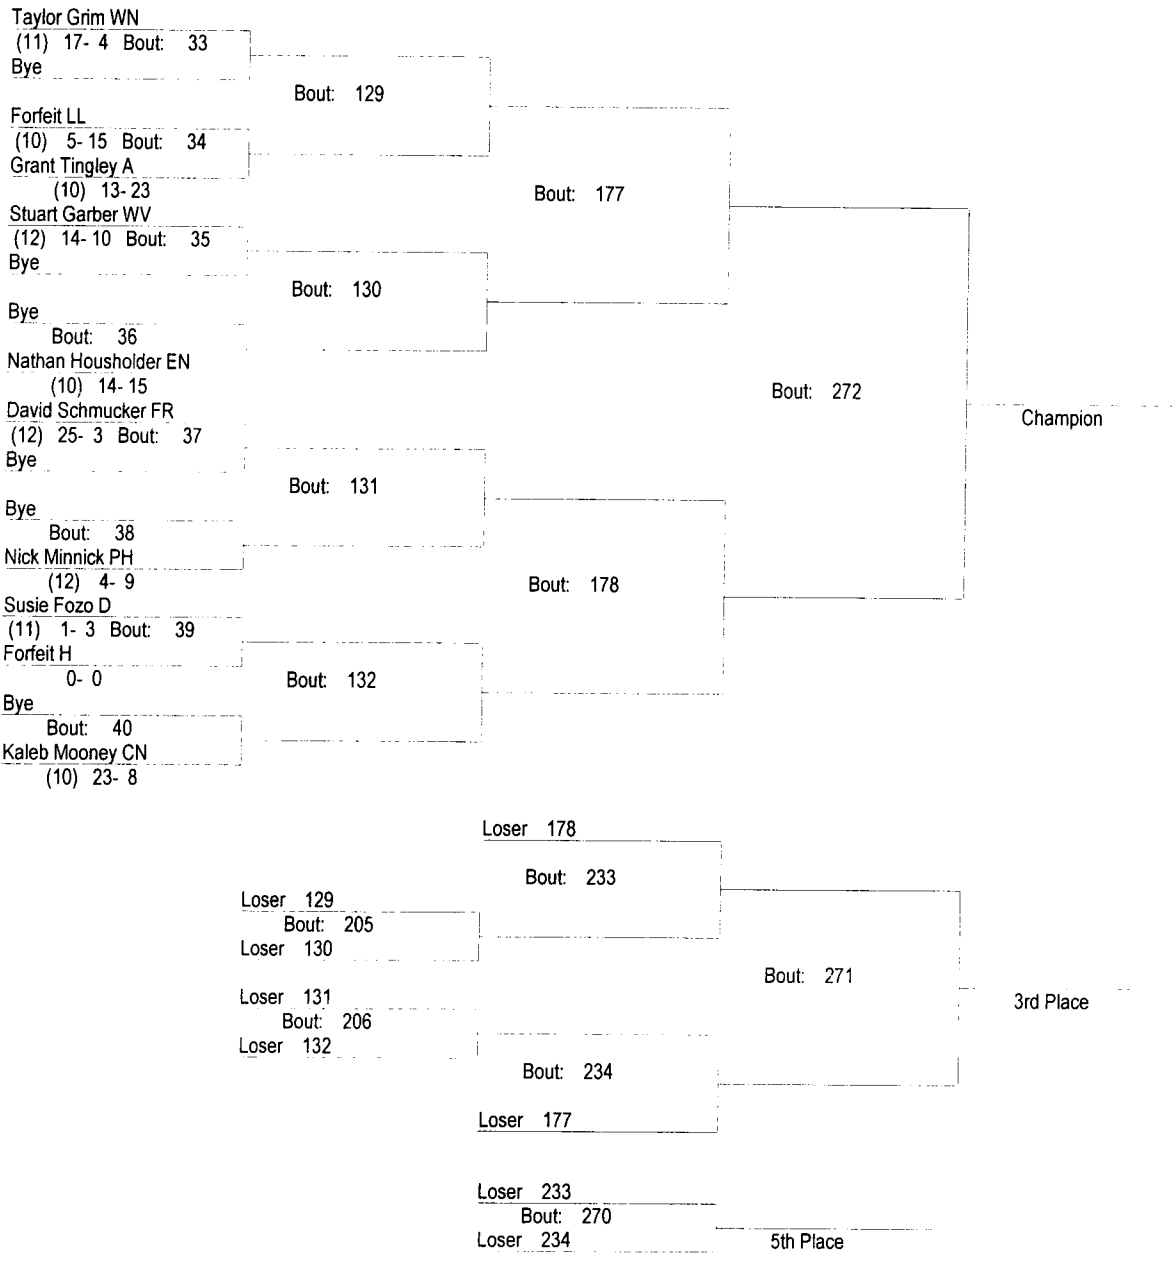 Taylor Grim WN
(11) 17- 4 Bout: 33
Bye
Bout: 129
Forfeit LL
(10) 5- 15 Bout: 34
Grant Tingley A
(10) 13- 23
Bout: 177
Stuart Garber WV
(12) 14- 10 Bout: 35
Bye
Bout: 130
Bye
Bout: 36
Nathan Housholder EN
(10) 14- 15
Bout: 272
David Schmucker FR
Champion
(12) 25- 3 Bout: 37
Bye
Bout: 131
Bye
Bout: 38
Nick Minnick PH
(12) 4- 9
Bout: 178
Susie Fozo D
(11) 1- 3 Bout: 39
Forfeit H
0- 0
Bout: 132
Bye
Bout: 40
Kaleb Mooney CN
(10) 23- 8
Loser 178
Bout: 233
Loser 129
Bout: 205
Loser 130
Bout: 271
Loser 131
3rd Place
Bout: 206
Loser 132
Bout: 234
Loser 177
Loser 233
Bout: 270
Loser 234
5th Place